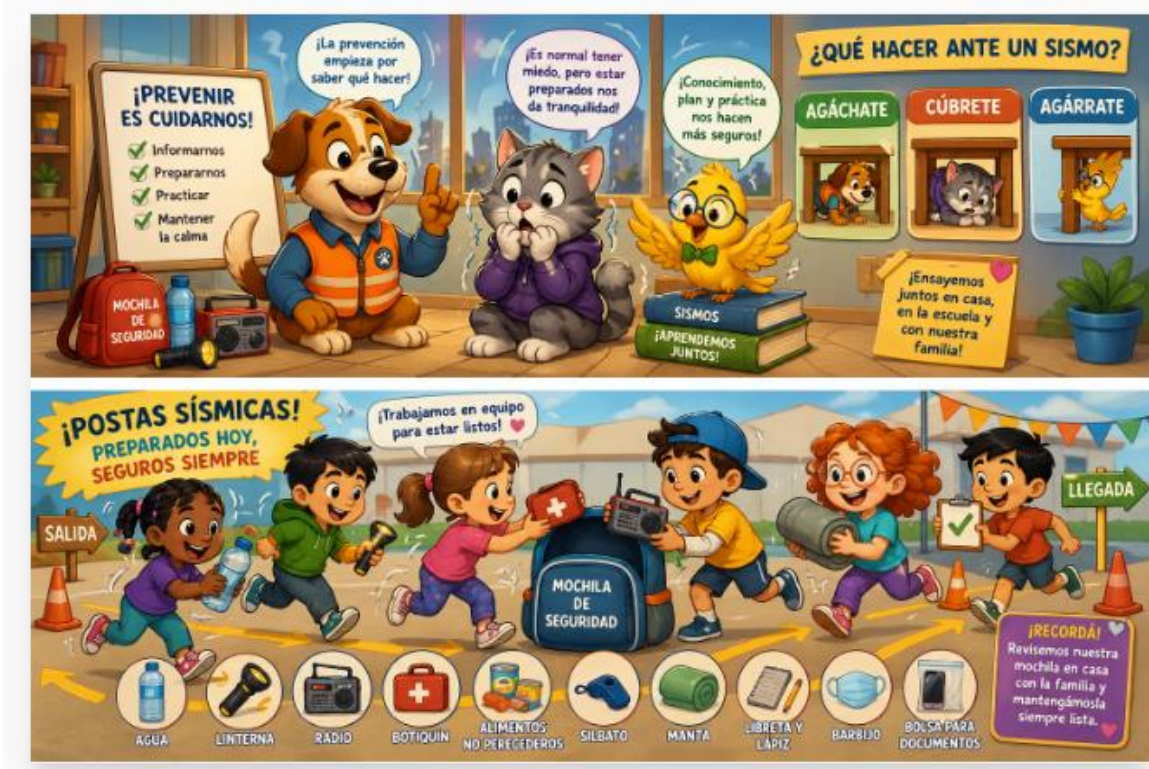 ¡PREVENIR
ES CUIDARNOS!
Informarnos
Prepararnos
Practicar
Mantener
la calma
¡La prevención
empieza por
saber qué hacer!
¡Es normal tener
miedo, pero estar
preparados nos
da tranquilidad!
¡Conocimiento,
plan y práctica
nos hacen
más seguros!
¿QUÉ HACER ANTE UN SISMO?
AGÁCHATE
CÚBRETE
AGÁRRATE
MOCHILA
DE
SEGURIDAD
SISMOS
¡APRENDEMOS
JUNTOS!
¡Ensayemos
juntos en casa,
en la escuela y
con nuestra
familia!
¡POSTAS SÍSMICAS!
PREPARADOS HOY,
SEGUROS SIEMPRE
¡Trabajamos en equipo
para estar listos!
SALIDA
LLEGADA
MOCHILA
DE
SEGURIDAD
¡RECORDÁ!
Revisemos nuestra
mochila en casa
con la familia y
mantengámosla
siempre lista.
AGUA
LINTERNA
RADIO
BOTIQUÍN
ALIMENTOS
NO PERECEDEROS
SILBATO
MANTA
LIBRETA Y
LÁPIZ
BARBIJO
BOLSA PARA
DOCUMENTOS